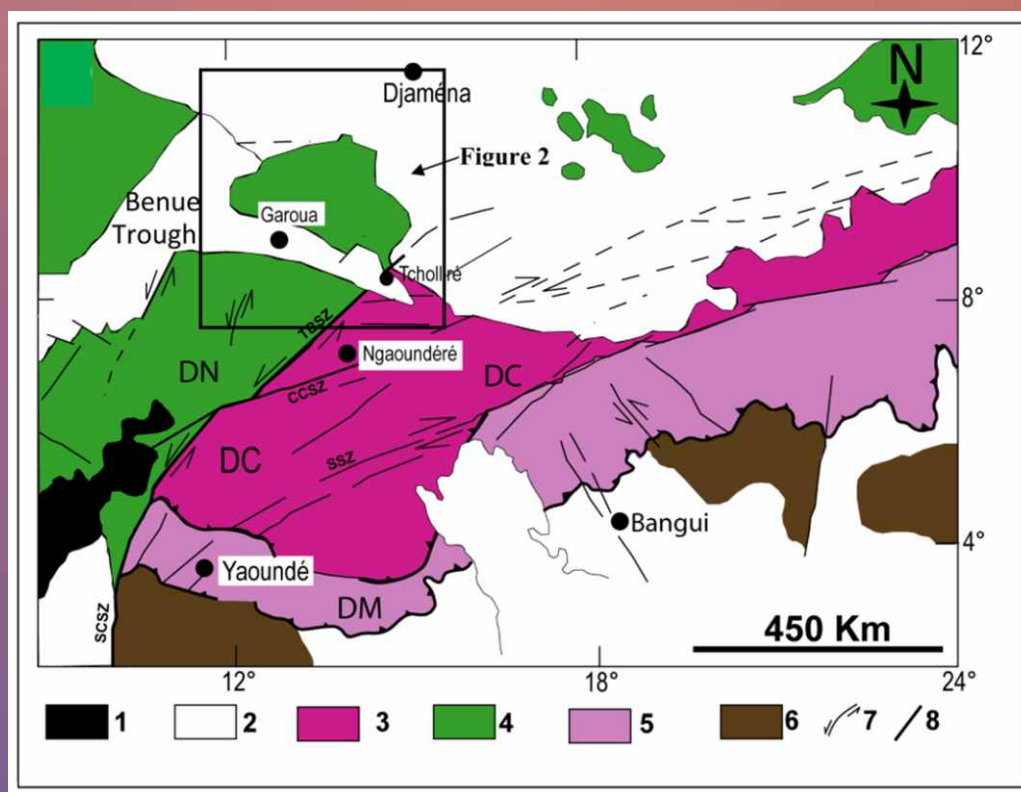 12°
N
Djaména
Figure 2
Benue
Trough
Garoua
Tcholliré
8°
TBSZ
Ngaoundéré
DN
DC
CCSZ
DC
SSZ
Bangui
4°
Yaoundé
DM
SCSZ
450 Km
12° 18° 24°
1 2 3 4 5 6 7 8